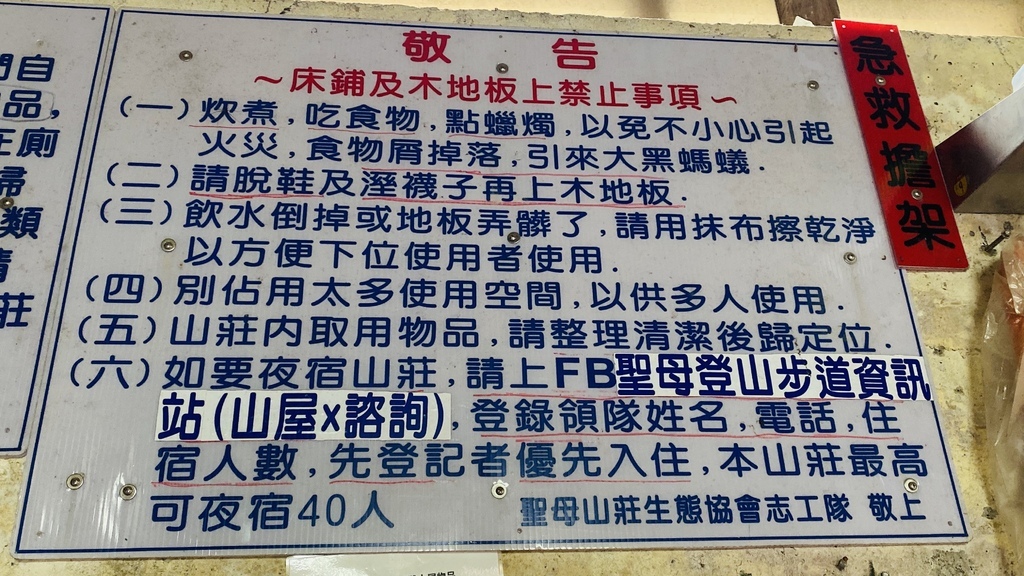 敬告
～床鋪及木地板上禁止事項～
(一)炊煮,吃食物,點蠟燭,以免不小心引起
火災,食物屑掉落,引來大黑螞蟻.
(二)請脫鞋及溼襪子再上木地板.
(三)飲水倒掉或地板弄髒了,請用抹布擦乾淨
以方便下位使用者使用.
(四)別佔用太多使用空間,以供多人使用.
(五)山莊內取用物品,請整理清潔後歸定位.
(六)如要夜宿山莊,請上FB聖母登山步道資訊
站(山屋x諮詢),登錄領隊姓名,電話,住
宿人數,先登記者優先入住,本山莊最高
可夜宿40人
聖母山莊生態協會志工隊 敬上
急救擔架
自
品,
廁
類
莊